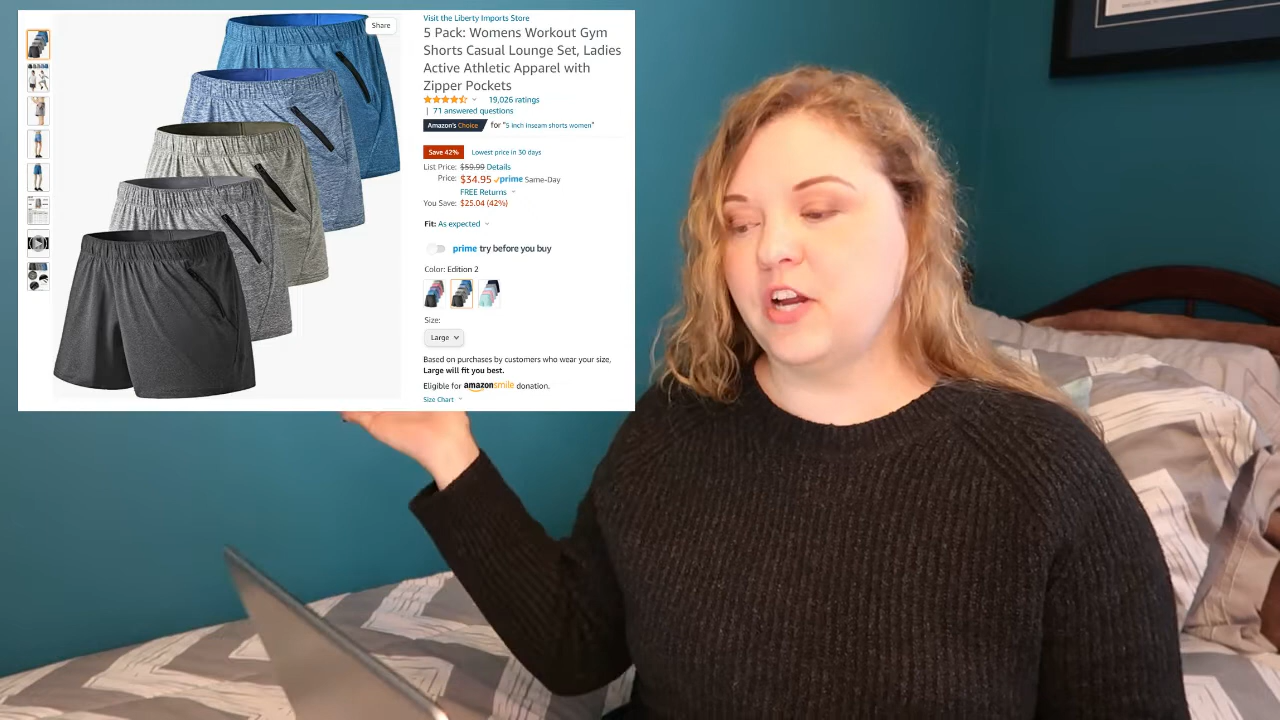 Share
Visit the Liberty Imports Store
5 Pack: Womens Workout Gym
Shorts Casual Lounge Set, Ladies
Active Athletic Apparel with
Zipper Pockets
19,026 ratings
| 71 answered questions
Amazon's Choice for "5 inch inseam shorts women"
Save 42% Lowest price in 30 days
List Price: $59.99 Details
Price: $34.95 prime Same-Day
FREE Returns
You Save: $25.04 (42%)
Fit: As expected
prime try before you buy
Color: Edition 2
Size:
Large
Based on purchases by customers who wear your size,
Large will fit you best.
Eligible for amazonsmile donation.
Size Chart